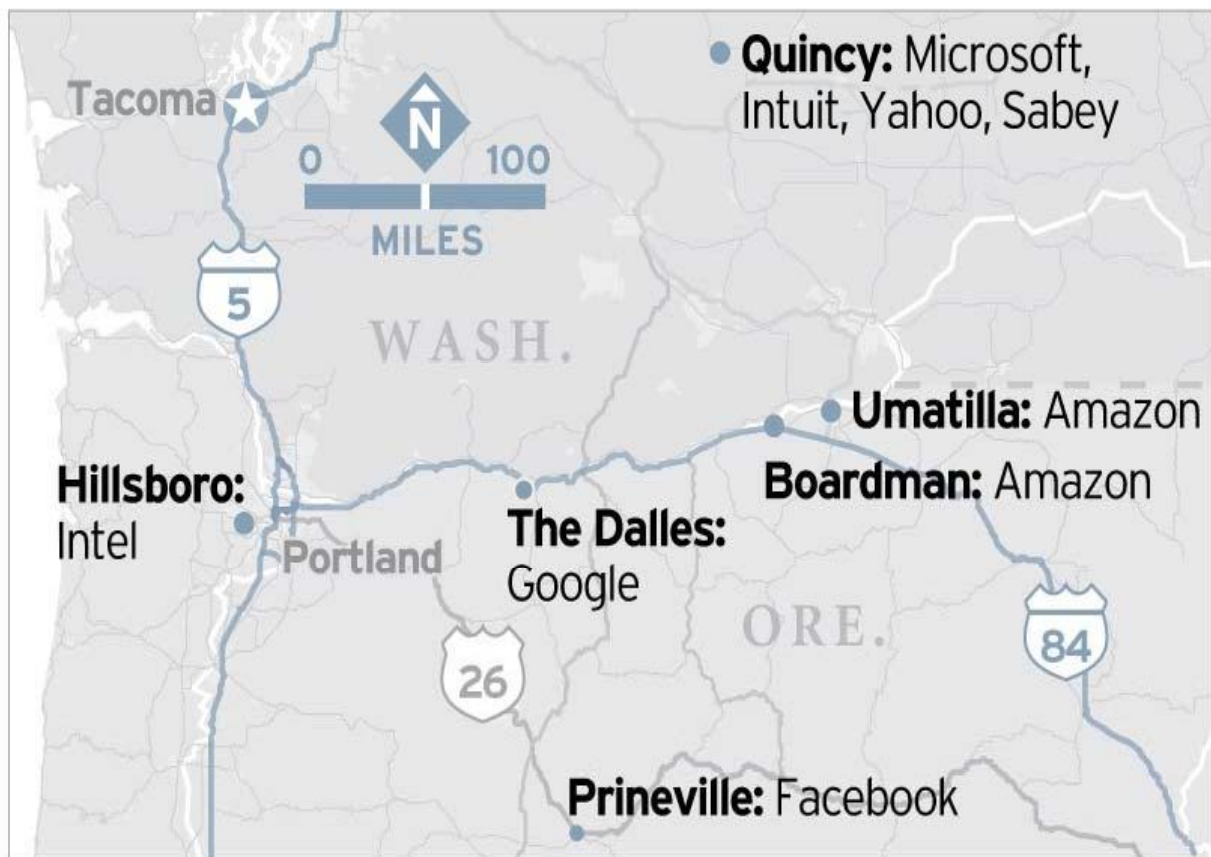 Quincy: Microsoft,
Intuit, Yahoo, Sabey
Tacoma
N
0 100
MILES
5
WASH.
Umatilla: Amazon
Boardman: Amazon
Hillsboro:
Intel
The Dalles:
Google
Portland
ORE.
84
26
Prineville: Facebook